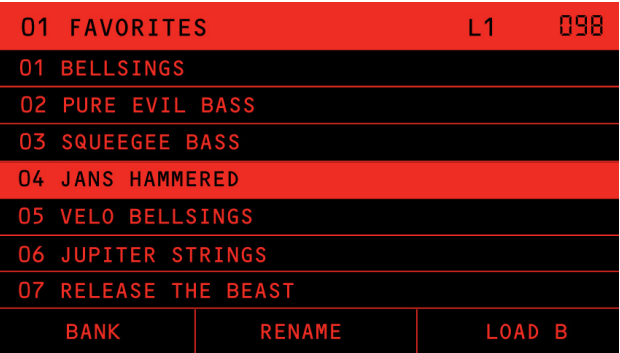 01 FAVORITES L1 098
01 BELLSINGS
02 PURE EVIL BASS
03 SQUEEGEE BASS
04 JANS HAMMERED
05 VELO BELLSINGS
06 JUPITER STRINGS
07 RELEASE THE BEAST
BANK RENAME LOAD B